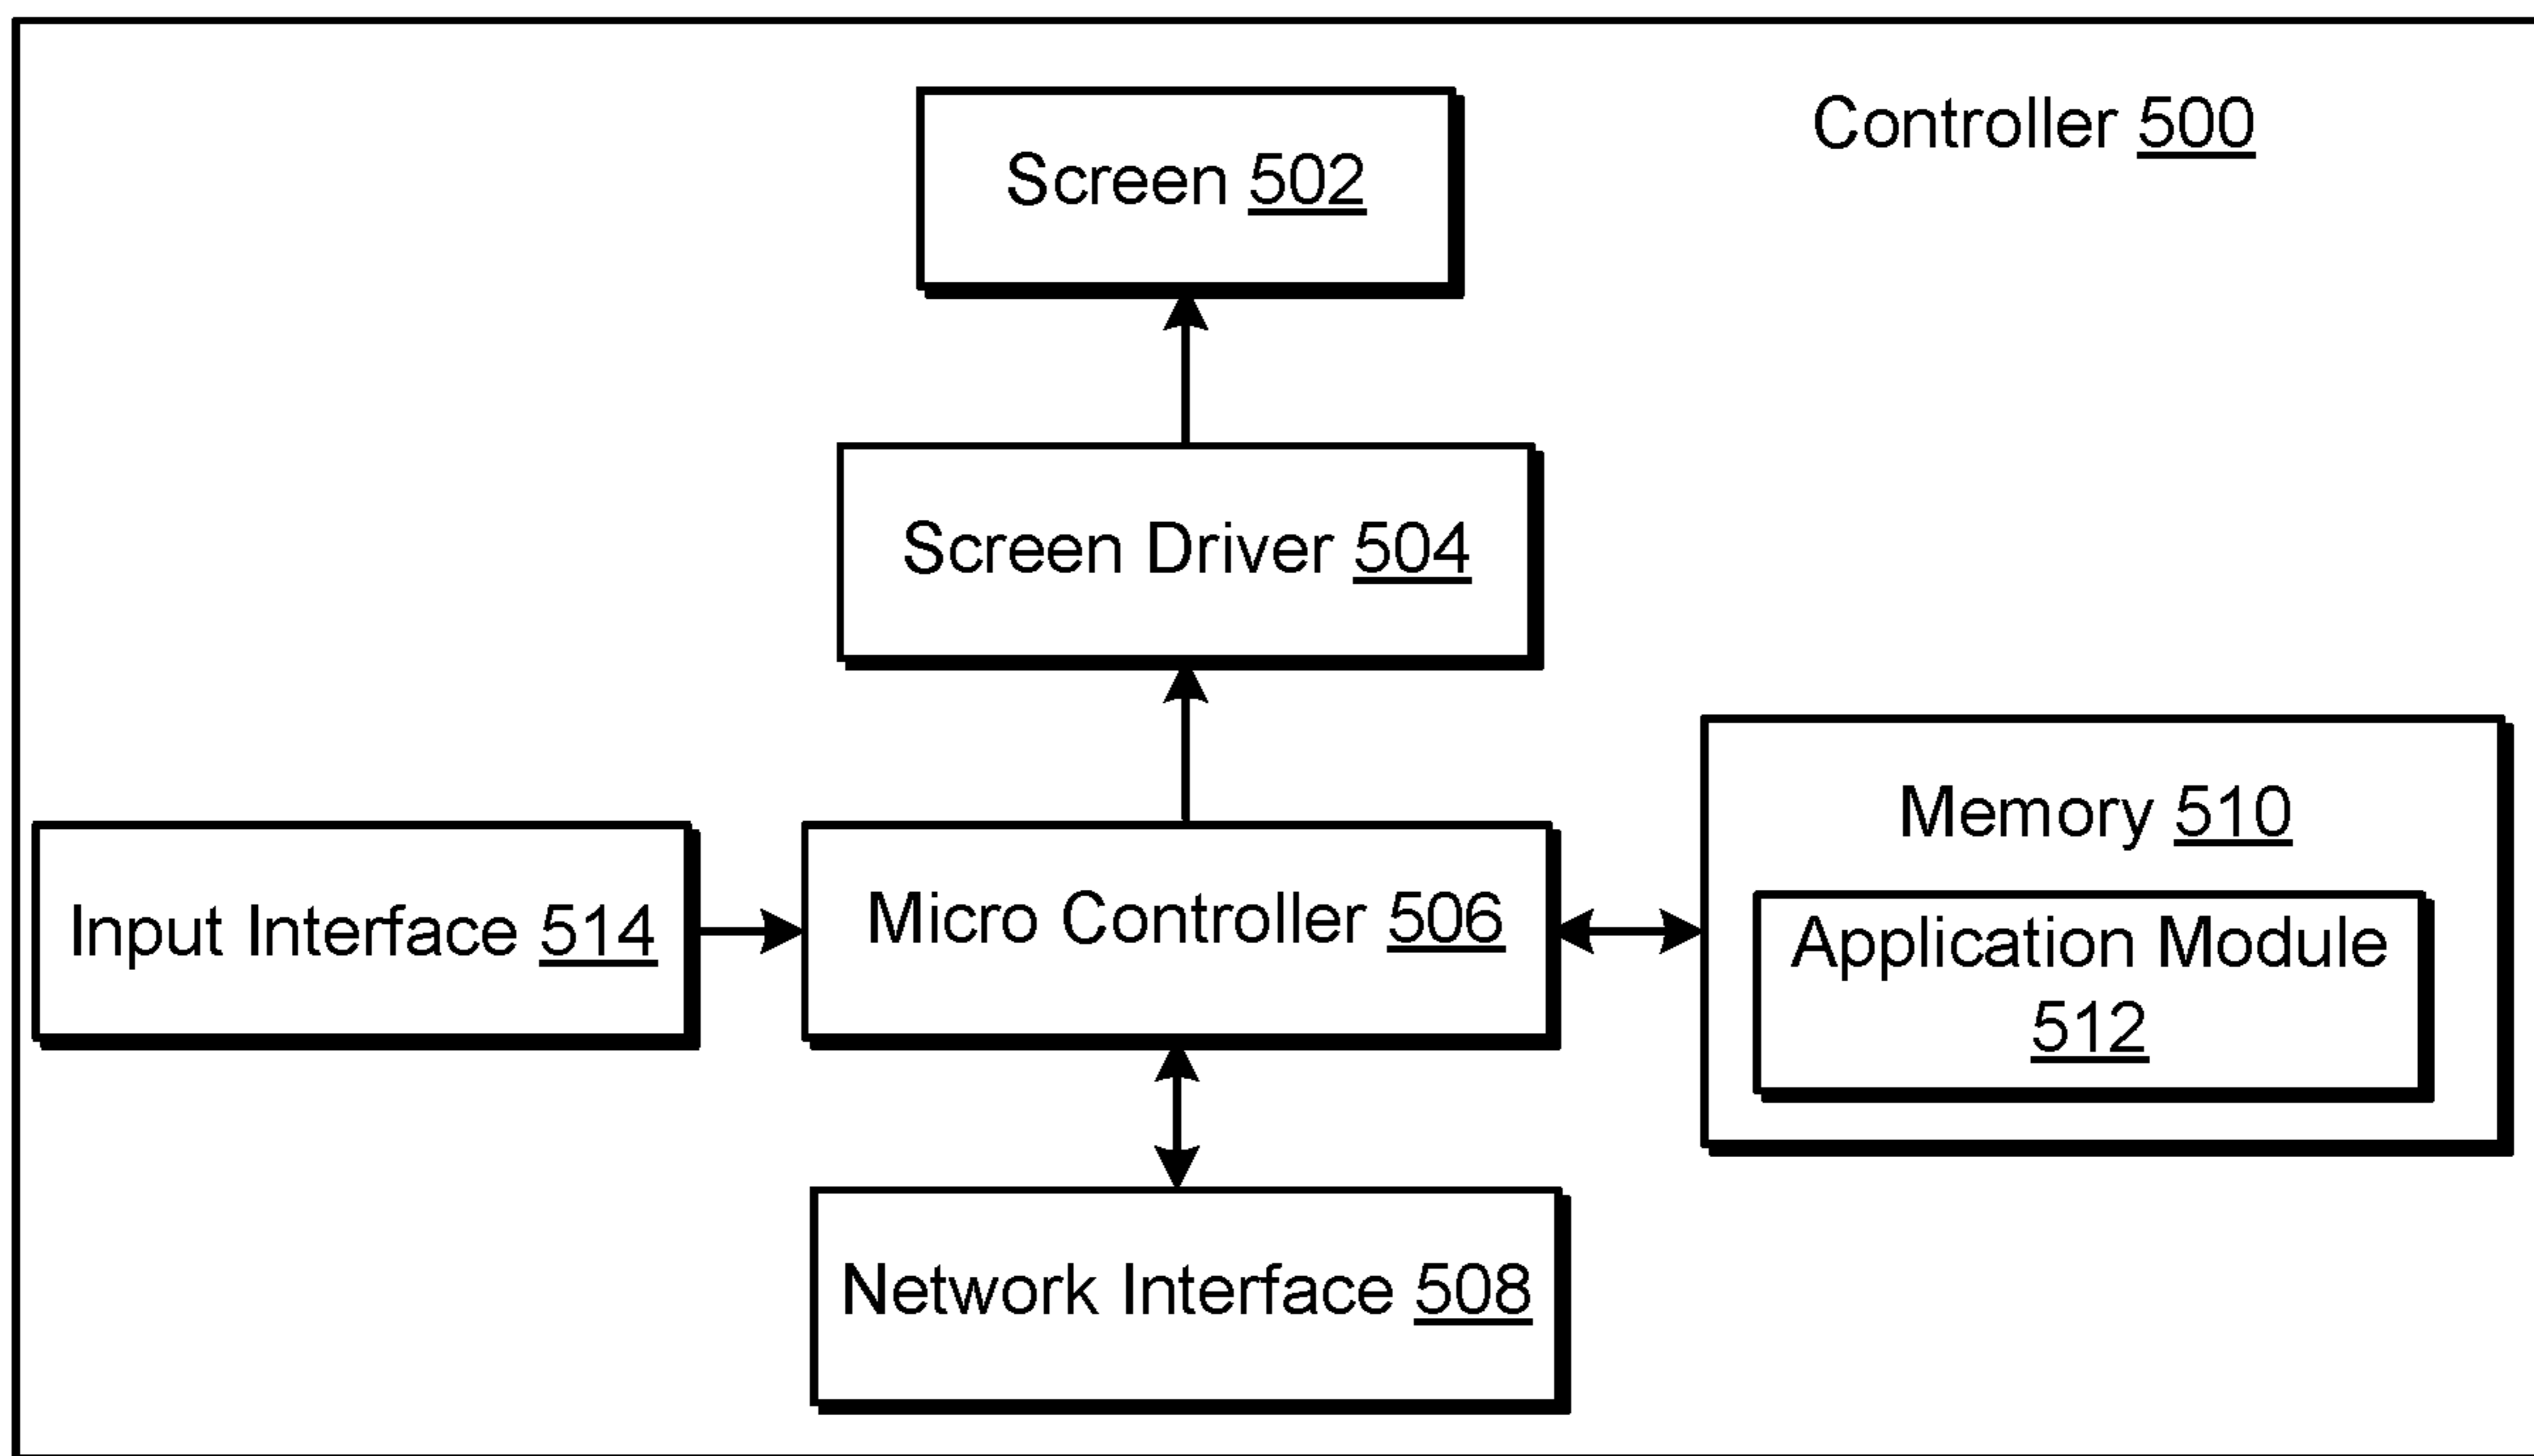 Controller 500
Screen 502
Screen Driver 504
Memory 510
Input Interface 514
Micro Controller 506
Application Module
512
Network Interface 508